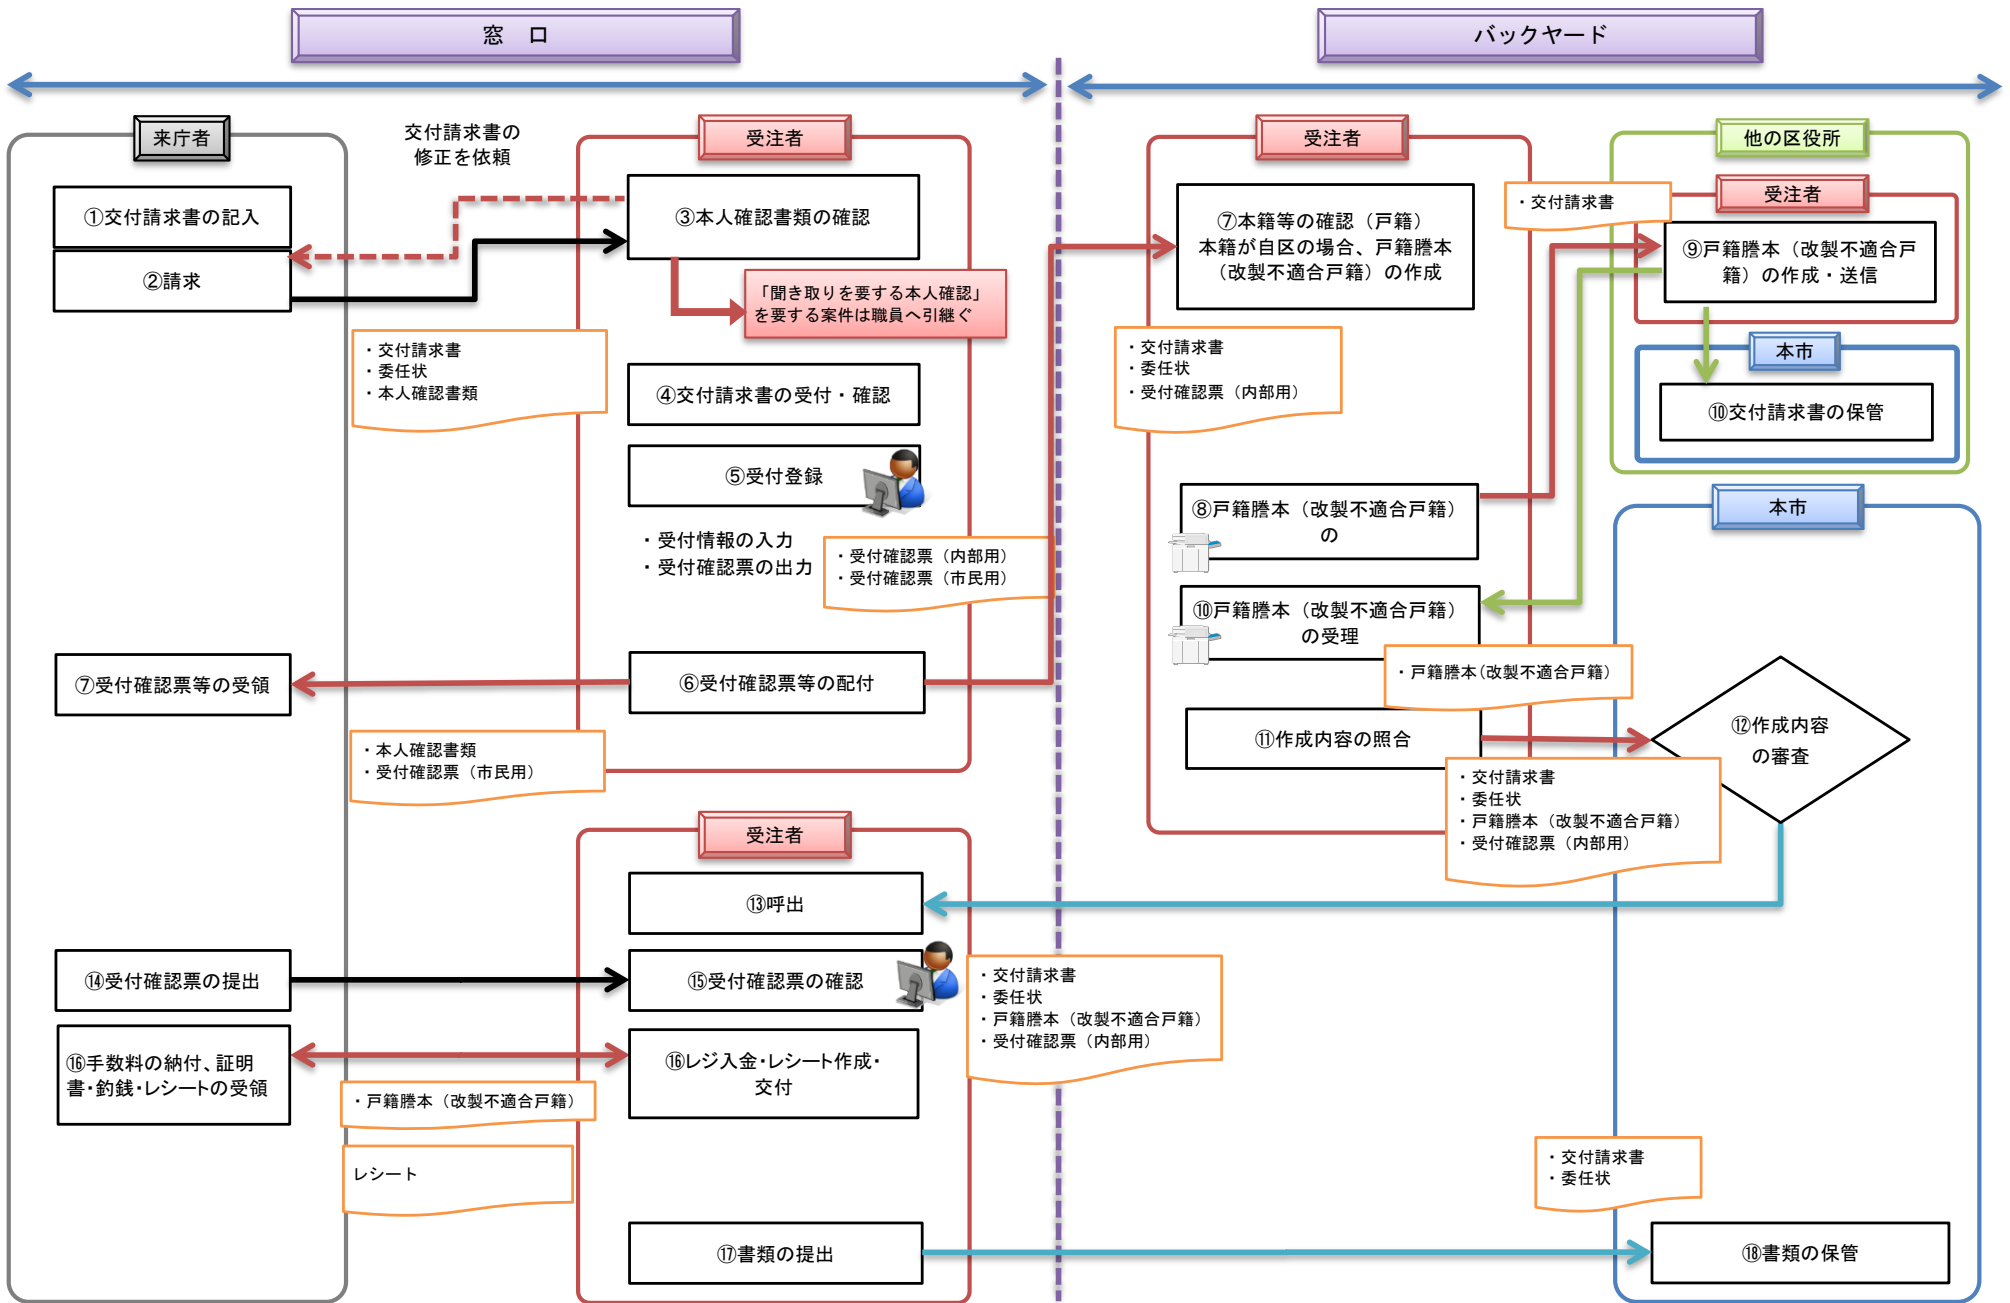 窓　口
バックヤード
来庁者
交付請求書の
修正を依頼
受注者
受注者
他の区役所
受注者
①交付請求書の記入
②請求
③本人確認書類の確認
「聞き取りを要する本人確認」
を要する案件は職員へ引継ぐ
・交付請求書
・委任状
・本人確認書類
④交付請求書の受付・確認
⑤受付登録
・受付情報の入力
・受付確認票の出力
・受付確認票（内部用）
・受付確認票（市民用）
⑦受付確認票等の受領
⑥受付確認票等の配付
・本人確認書類
・受付確認票（市民用）
⑦本籍等の確認（戸籍）
本籍が自区の場合、戸籍謄本
（改製不適合戸籍）の作成
・交付請求書
・委任状
・受付確認票（内部用）
・交付請求書
⑨戸籍謄本（改製不適合戸
籍）の作成・送信
本市
⑩交付請求書の保管
⑧戸籍謄本（改製不適合戸籍）
の
⑩戸籍謄本（改製不適合戸籍）
の受理
・戸籍謄本(改製不適合戸籍)
⑪作成内容の照合
本市
⑫作成内容
の審査
・交付請求書
・委任状
・戸籍謄本（改製不適合戸籍）
・受付確認票（内部用）
受注者
⑬呼出
⑭受付確認票の提出
⑮受付確認票の確認
・交付請求書
・委任状
・戸籍謄本（改製不適合戸籍）
・受付確認票（内部用）
⑯手数料の納付、証明
書・釣銭・レシートの受領
⑯レジ入金・レシート作成・
交付
・戸籍謄本（改製不適合戸籍）
レシート
・交付請求書
・委任状
⑰書類の提出
⑱書類の保管